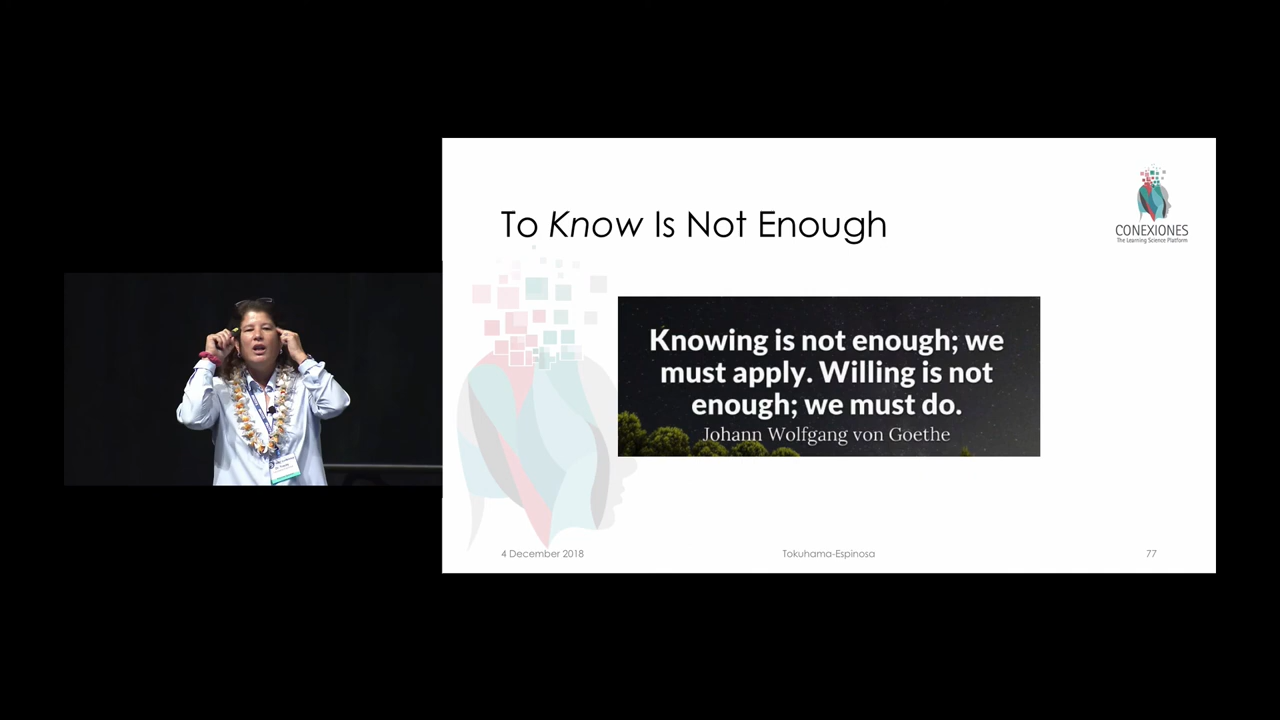 To Know Is Not Enough
CONEXIONES
The Learning Science Platform
Knowing is not enough; we
must apply. Willing is not
enough; we must do.
Johann Wolfgang von Goethe
4 December 2018
Tokuhama-Espinosa
77